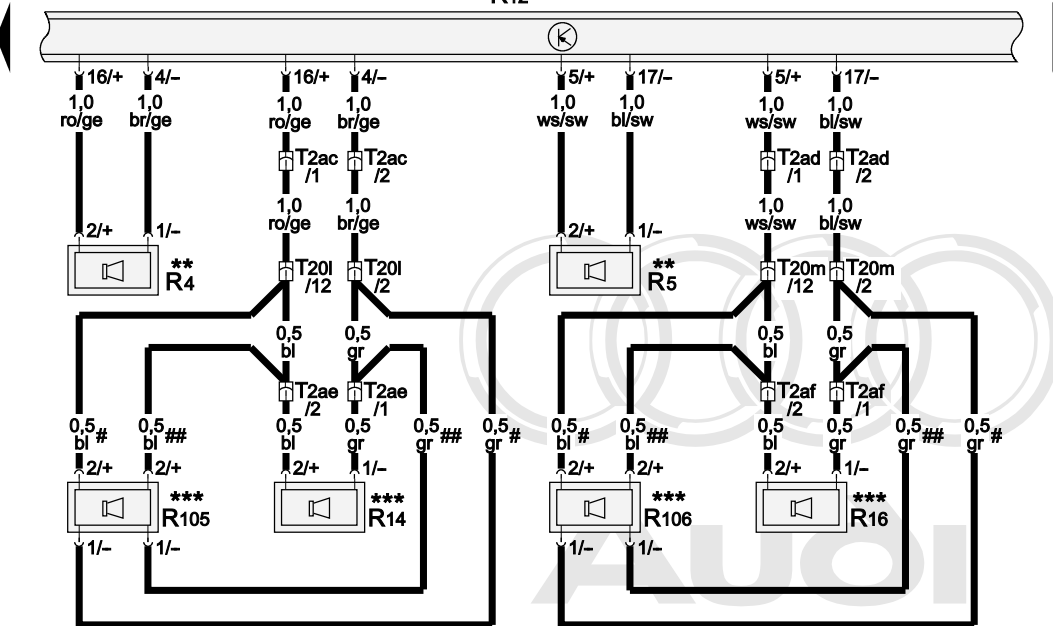 R12
16/+ 4/– 16/+ 4/– 5/+ 17/– 5/+ 17/–
1,0 1,0 1,0 1,0 1,0 1,0 1,0 1,0
ro/ge br/ge ro/ge br/ge ws/sw bl/sw ws/sw bl/sw
T2ac T2ac T2ad T2ad
/1 /2 /1 /2
1,0 1,0 1,0 1,0
ro/ge br/ge ws/sw bl/sw
2/+ 1/– 2/+ 1/–
** **
R4 R5
T20l T20l T20m T20m
/12 /2 /12 /2
0,5 0,5 0,5 0,5
bl gr bl gr
T2ae T2ae T2af T2af
/2 /1 /2 /1
0,5 0,5 0,5 0,5 0,5 0,5 0,5 0,5 0,5 0,5 0,5 0,5
bl # bl ## bl gr gr ## gr # bl # bl ## bl gr gr ## gr #
2/+ 2/+ 2/+ 1/– 2/+ 2/+ 2/+ 1/–
*** *** *** ***
R105 R14 R106 R16
1/– 1/– 1/– 1/–
AUDI